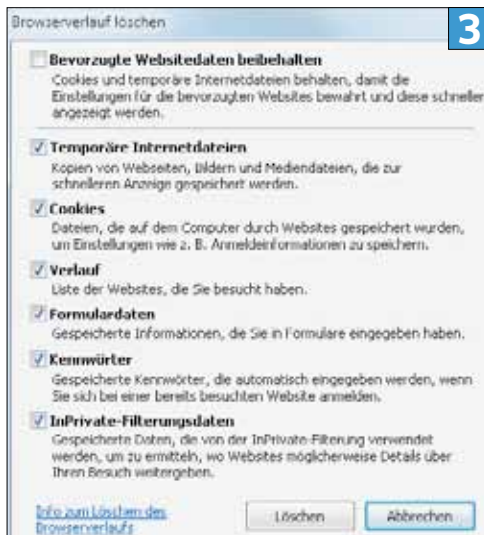 Browserverlauf löschen
3
Bevorzugte Websitedaten beibehalten
Cookies und temporäre Internetdateien behalten, damit die
Einstellungen für die bevorzugten Websites bewahrt und diese schneller
angezeigt werden.
Temporäre Internetdateien
Kopien von Webseiten, Bildern und Mediendateien, die zur
schnelleren Anzeige gespeichert werden.
Cookies
Dateien, die auf dem Computer durch Websites gespeichert wurden,
um Einstellungen wie z. B. Anmeldeinformationen zu speichern.
Verlauf
Liste der Websites, die Sie besucht haben.
Formulardaten
Gespeicherte Informationen, die Sie in Formulare eingegeben haben.
Kennwörter
Gespeicherte Kennwörter, die automatisch eingegeben werden, wenn
Sie sich bei einer bereits besuchten Website anmelden.
InPrivate-Filterungsdaten
Gespeicherte Daten, die von der InPrivate-Filterung verwendet
werden, um zu ermitteln, wo Websites möglicherweise Details über
Ihren Besuch weitergeben.
Info zum Löschen des
Browserverlaufs
Löschen
Abbrechen